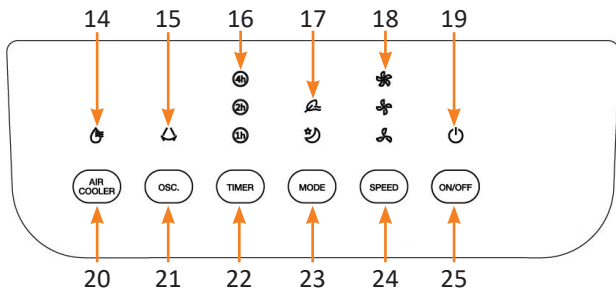 14 15 16 17 18 19
4h
2h
1h
AIR COOLER OSC. TIMER MODE SPEED ON/OFF
20 21 22 23 24 25